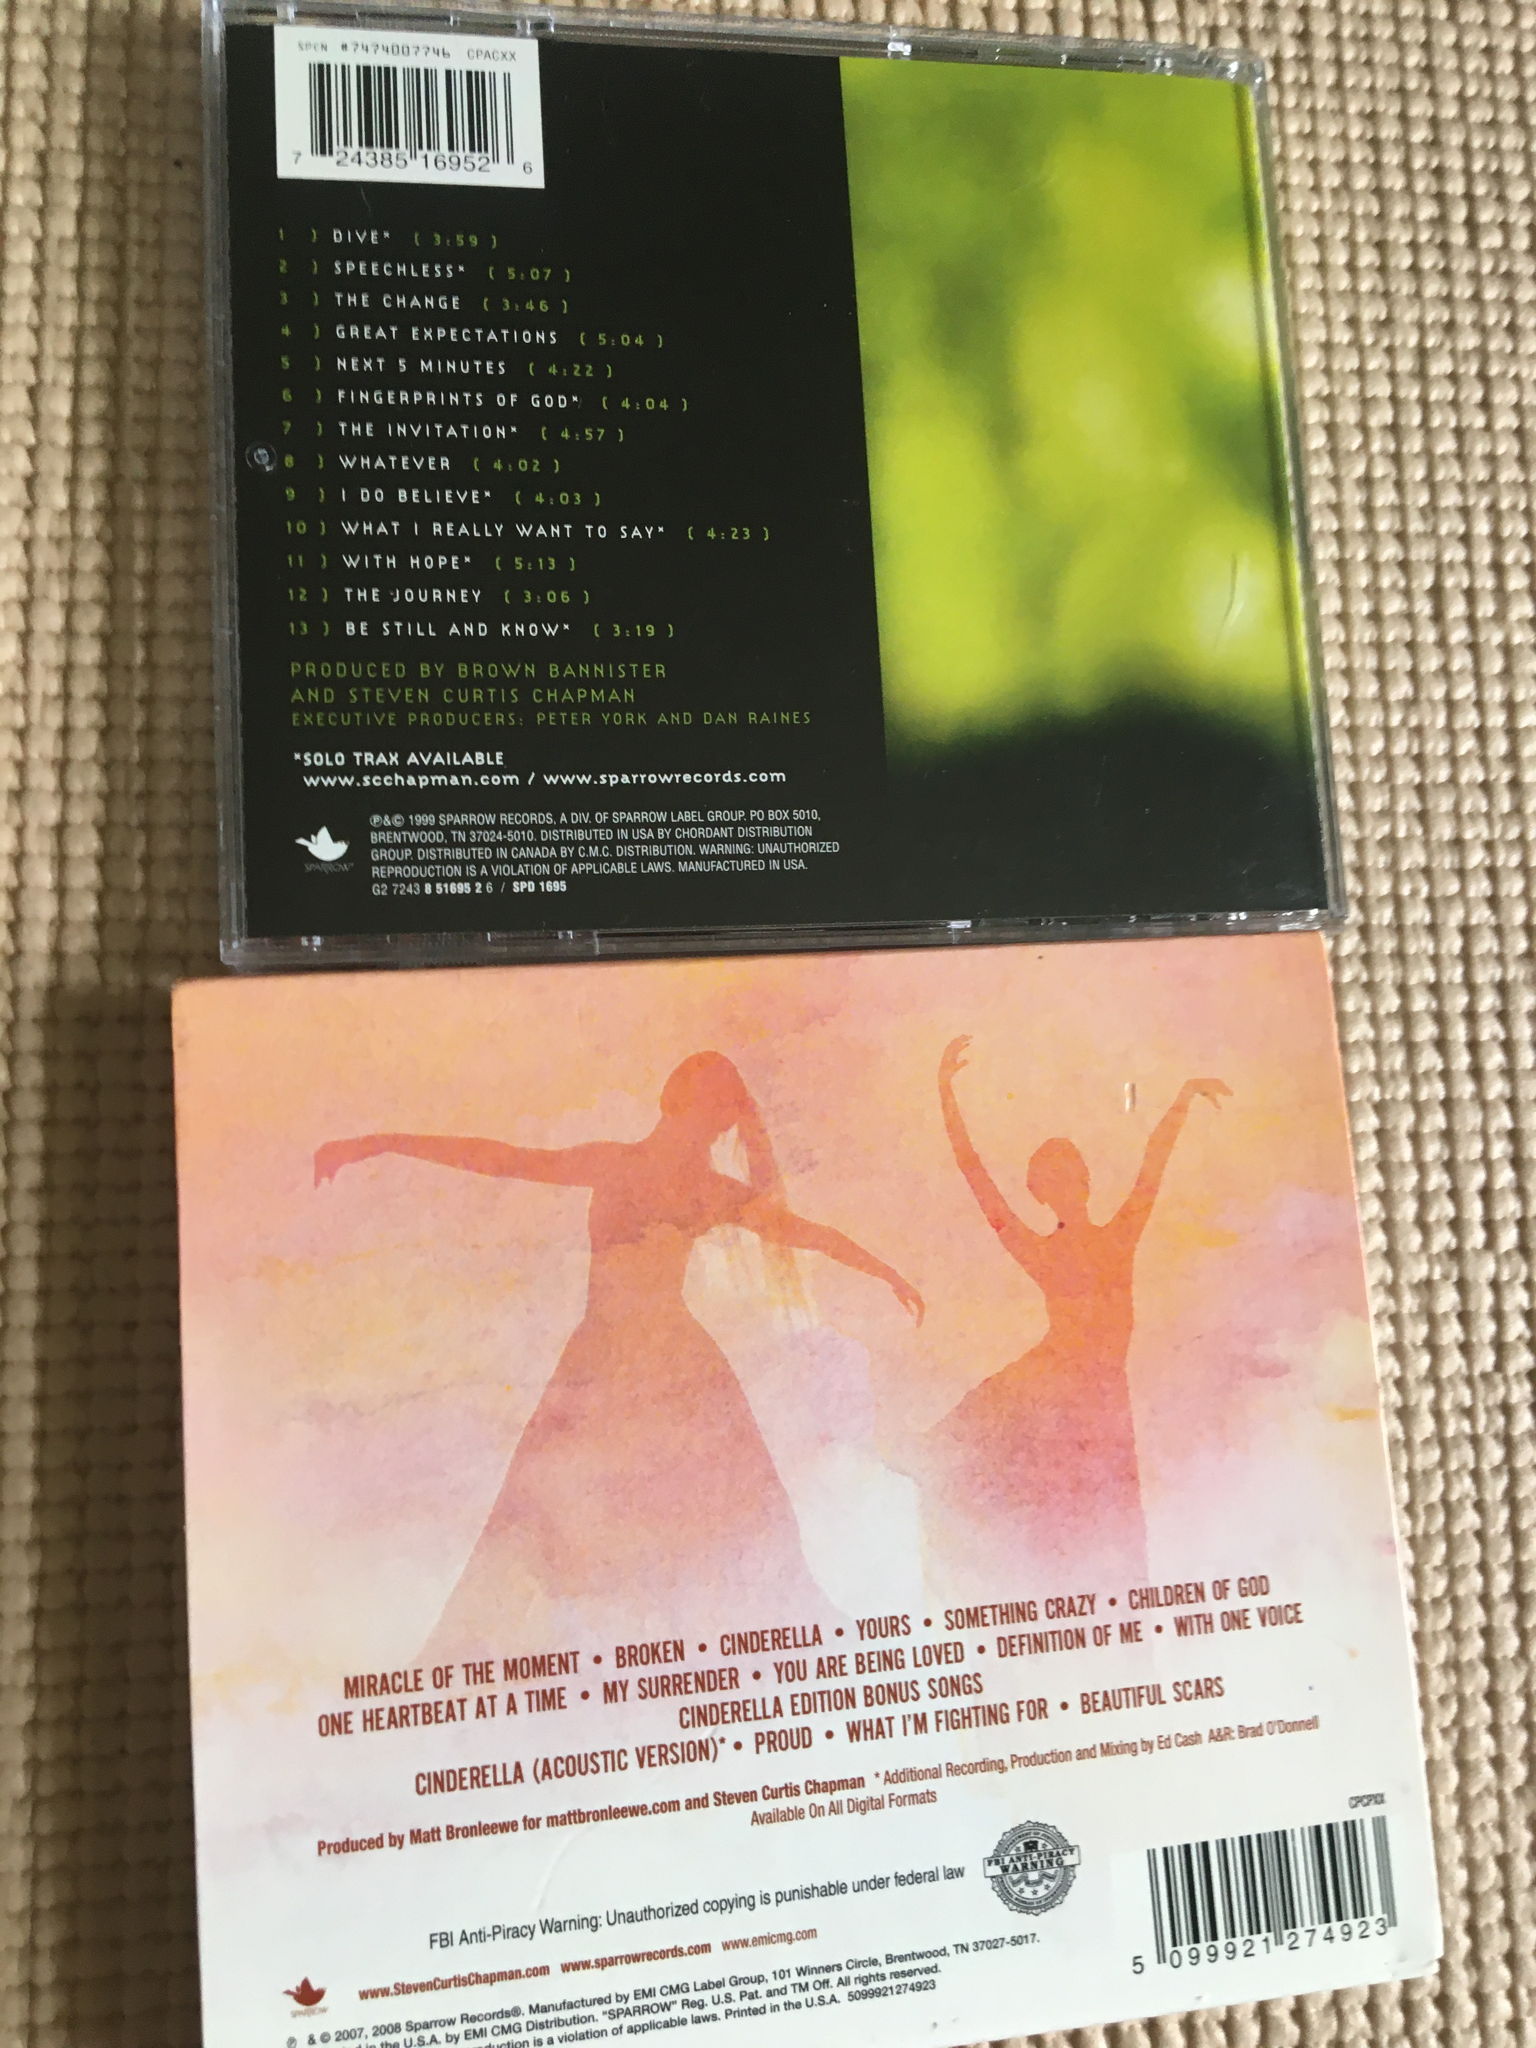 SPCN #7474007746 CPACXX
7 24385 16952 6
1 ) DIVE* ( 3:59 )
2 ) SPEECHLESS* ( 5:07 )
3 ) THE CHANGE ( 3:46 )
4 ) GREAT EXPECTATIONS ( 5:04 )
5 ) NEXT 5 MINUTES ( 4:22 )
6 ) FINGERPRINTS OF GOD* ( 4:04 )
7 ) THE INVITATION* ( 4:57 )
8 ) WHATEVER ( 4:02 )
9 ) I DO BELIEVE* ( 4:03 )
10 ) WHAT I REALLY WANT TO SAY* ( 4:23 )
11 ) WITH HOPE* ( 5:13 )
12 ) THE JOURNEY ( 3:06 )
13 ) BE STILL AND KNOW* ( 3:19 )
PRODUCED BY BROWN BANNISTER
AND STEVEN CURTIS CHAPMAN
EXECUTIVE PRODUCERS: PETER YORK AND DAN RAINES
*SOLO TRAX AVAILABLE
www.scchapman.com / www.sparrowrecords.com
SPARROW
℗&© 1999 SPARROW RECORDS, A DIV. OF SPARROW LABEL GROUP. PO BOX 5010,
BRENTWOOD, TN 37024-5010. DISTRIBUTED IN USA BY CHORDANT DISTRIBUTION
GROUP. DISTRIBUTED IN CANADA BY C.M.C. DISTRIBUTION. WARNING: UNAUTHORIZED
REPRODUCTION IS A VIOLATION OF APPLICABLE LAWS. MANUFACTURED IN USA.
G2 7243 8 51695 2 6 / SPD 1695
MIRACLE OF THE MOMENT • BROKEN • CINDERELLA • YOURS • SOMETHING CRAZY • CHILDREN OF GOD
ONE HEARTBEAT AT A TIME • MY SURRENDER • YOU ARE BEING LOVED • DEFINITION OF ME • WITH ONE VOICE
CINDERELLA EDITION BONUS SONGS
CINDERELLA (ACOUSTIC VERSION)* • PROUD • WHAT I'M FIGHTING FOR • BEAUTIFUL SCARS
Produced by Matt Bronleewe for mattbronleewe.com and Steven Curtis Chapman * Additional Recording, Production and Mixing by Ed Cash A&R: Brad O'Donnell
Available On All Digital Formats
CPCPXX
FBI Anti-Piracy Warning: Unauthorized copying is punishable under federal law
FBI ANTI-PIRACY
WARNING
5 099921 274923
SPARROW
www.StevenCurtisChapman.com www.sparrowrecords.com www.emicmg.com
℗ & © 2007, 2008 Sparrow Records®. Manufactured by EMI CMG Label Group, 101 Winners Circle, Brentwood, TN 37027-5017.
in the U.S.A. by EMI CMG Distribution. "SPARROW" Reg. U.S. Pat. and TM Off. All rights reserved.
is a violation of applicable laws. Printed in the U.S.A. 5099921274923